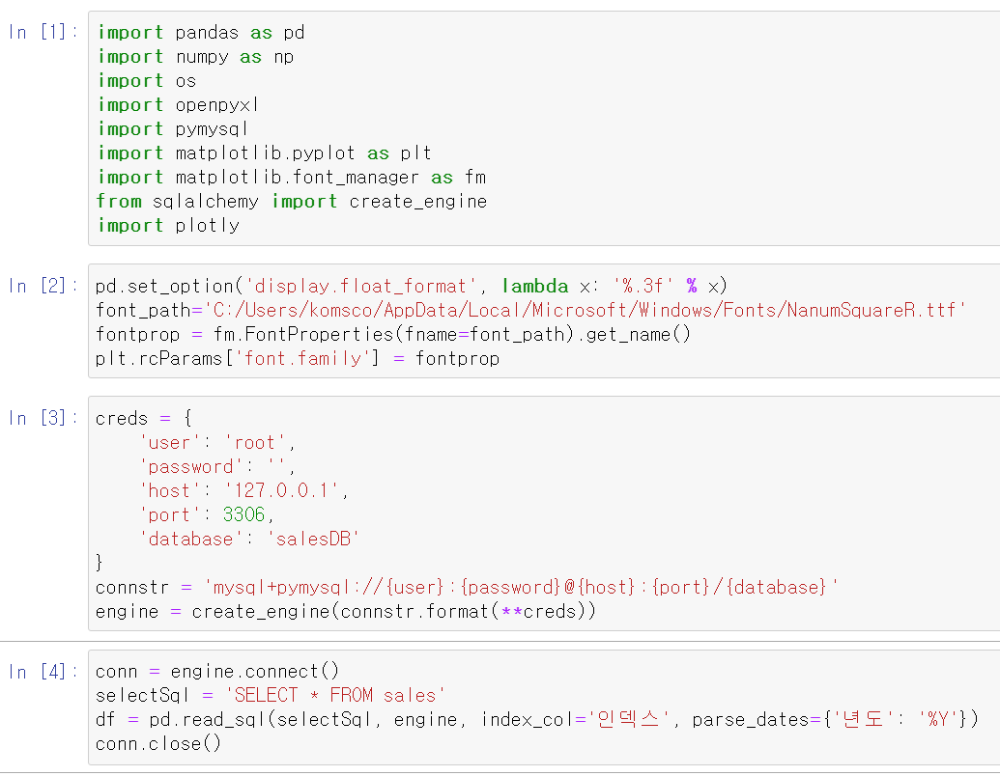 In [1]:
import pandas as pd
import numpy as np
import os
import openpyxl
import pymysql
import matplotlib.pyplot as plt
import matplotlib.font_manager as fm
from sqlalchemy import create_engine
import plotly
In [2]:
pd.set_option('display.float_format', lambda x: '%.3f' % x)
font_path='C:/Users/komsco/AppData/Local/Microsoft/Windows/Fonts/NanumSquareR.ttf'
fontprop = fm.FontProperties(fname=font_path).get_name()
plt.rcParams['font.family'] = fontprop
In [3]:
creds = {
    'user': 'root',
    'password': '',
    'host': '127.0.0.1',
    'port': 3306,
    'database': 'salesDB'
}
connstr = 'mysql+pymysql://{user}:{password}@{host}:{port}/{database}'
engine = create_engine(connstr.format(**creds))
In [4]:
conn = engine.connect()
selectSql = 'SELECT * FROM sales'
df = pd.read_sql(selectSql, engine, index_col='인덱스', parse_dates={'년도': '%Y'})
conn.close()